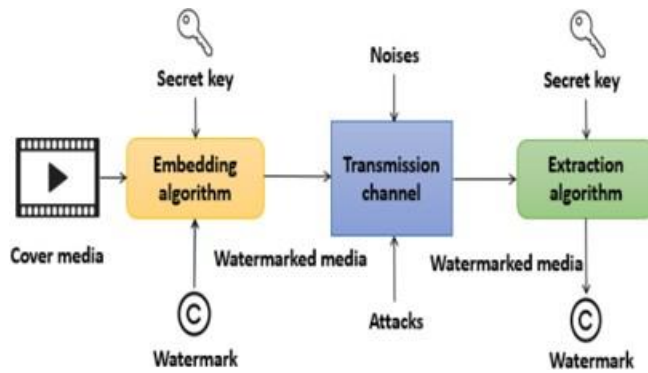 Secret key
Noises
Secret key
Embedding
algorithm
Transmission
channel
Extraction
algorithm
Cover media
Watermarked media
Watermarked media
C
Attacks
C
Watermark
Watermark